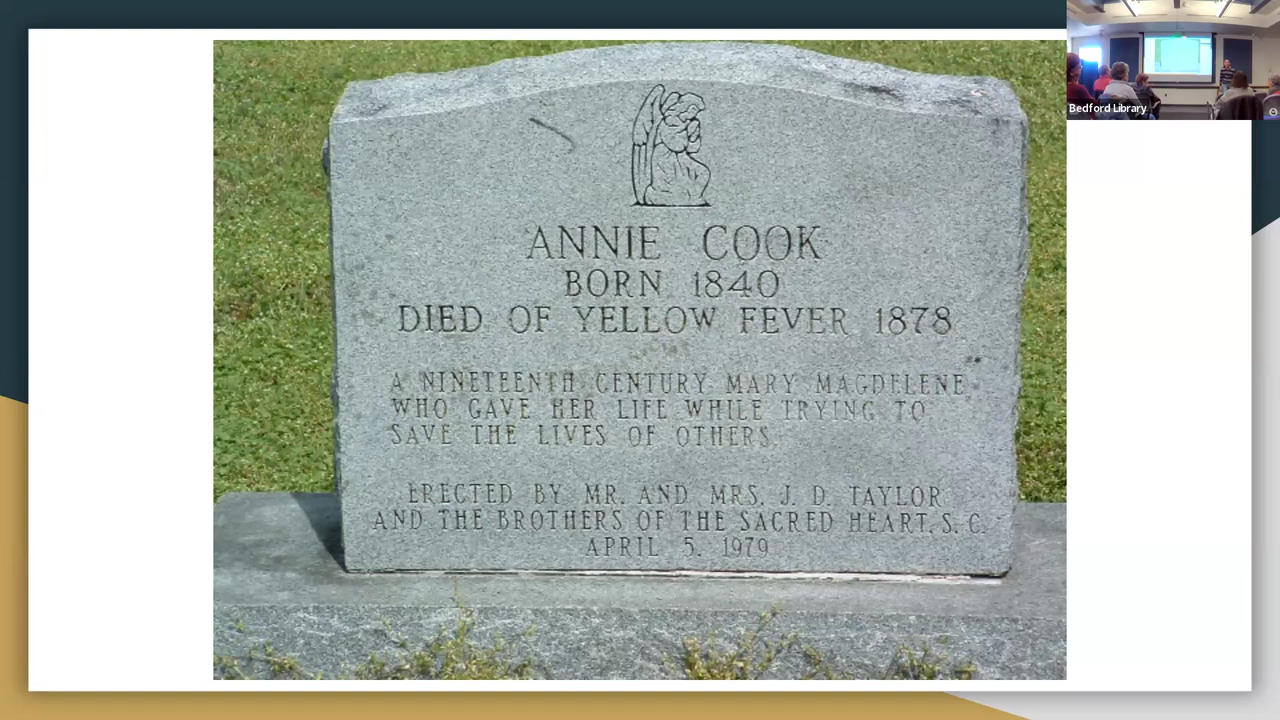 Bedford Library
ANNIE COOK
BORN 1840
DIED OF YELLOW FEVER 1878
A NINETEENTH CENTURY MARY MAGDELENE
WHO GAVE HER LIFE WHILE TRYING TO
SAVE THE LIVES OF OTHERS.
ERECTED BY MR. AND MRS. J. D. TAYLOR
AND THE BROTHERS OF THE SACRED HEART, S. C.
APRIL 5, 1979